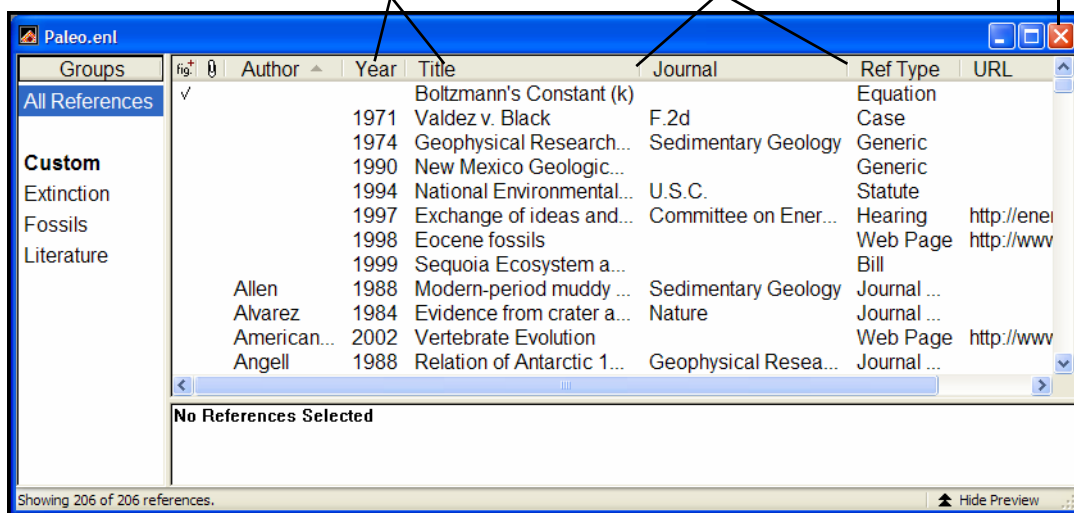 Paleo.enl
Groups fig.+ Author Year Title Journal Ref Type URL
All References
Custom
Extinction
Fossils
Literature
Boltzmann's Constant (k) Equation
1971 Valdez v. Black F.2d Case
1974 Geophysical Research... Sedimentary Geology Generic
1990 New Mexico Geologic... Generic
1994 National Environmental... U.S.C. Statute
1997 Exchange of ideas and... Committee on Ener... Hearing http://ener
1998 Eocene fossils Web Page http://www
1999 Sequoia Ecosystem a... Bill
Allen 1988 Modern-period muddy ... Sedimentary Geology Journal ...
Alvarez 1984 Evidence from crater a... Nature Journal ...
American... 2002 Vertebrate Evolution Web Page http://www
Angell 1988 Relation of Antarctic 1... Geophysical Resea... Journal ...
No References Selected
Showing 206 of 206 references. Hide Preview